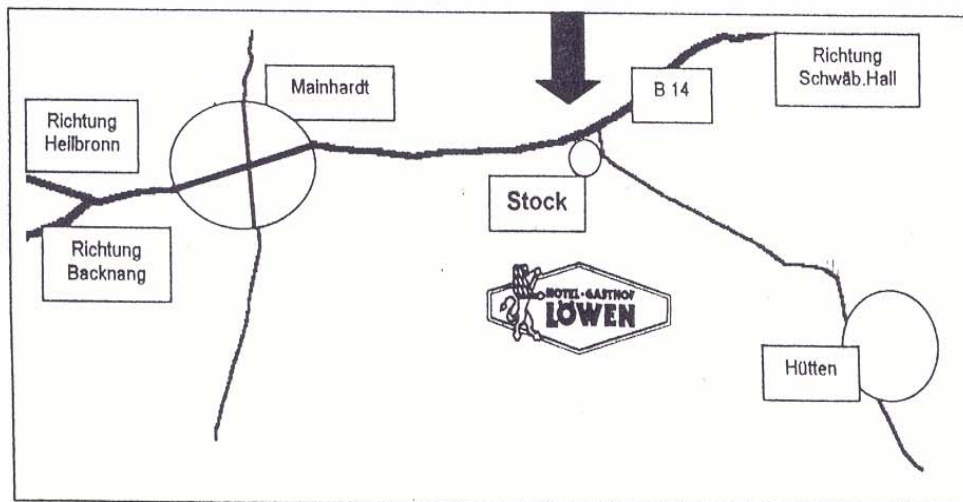 Richtung
Schwäb.Hall
B 14
Mainhardt
Richtung
Heilbronn
Stock
Richtung
Backnang
HOTEL-GASTHOF
LÖWEN
Hütten